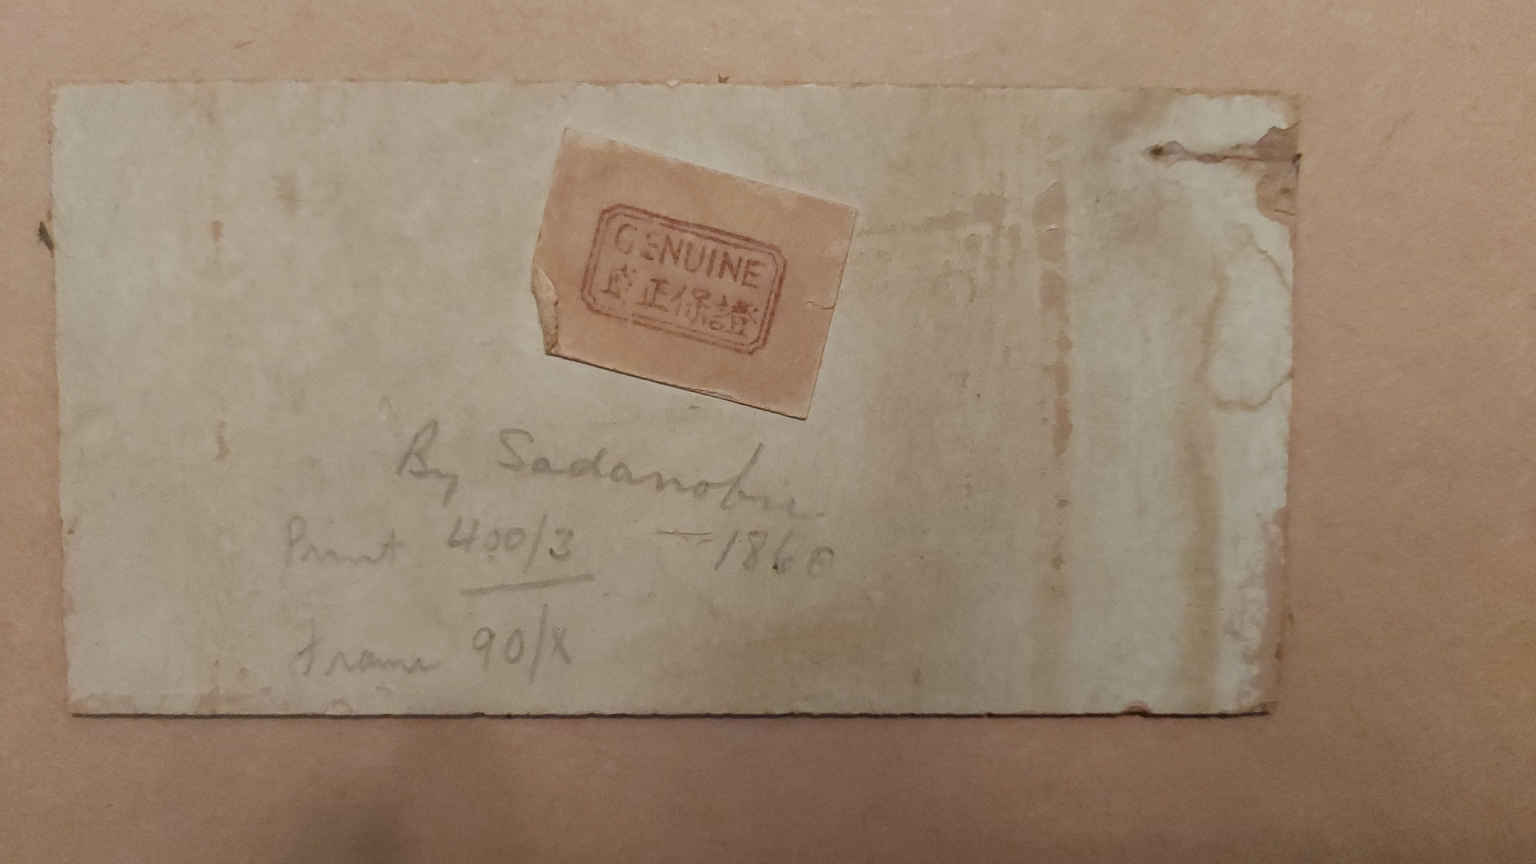 GENUINE
真正保證
By Sadanobu
Print 400/3 — 1860
Frame 90/X